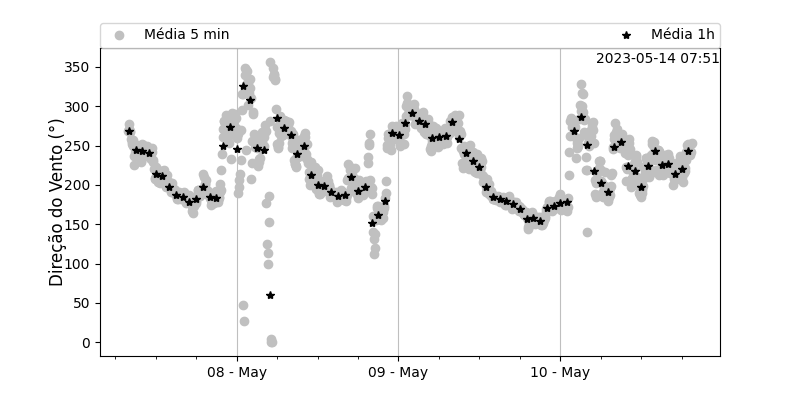 Média 5 min
Média 1h
2023-05-14 07:51
Direção do Vento (°)
350
300
250
200
150
100
50
0
08 - May
09 - May
10 - May